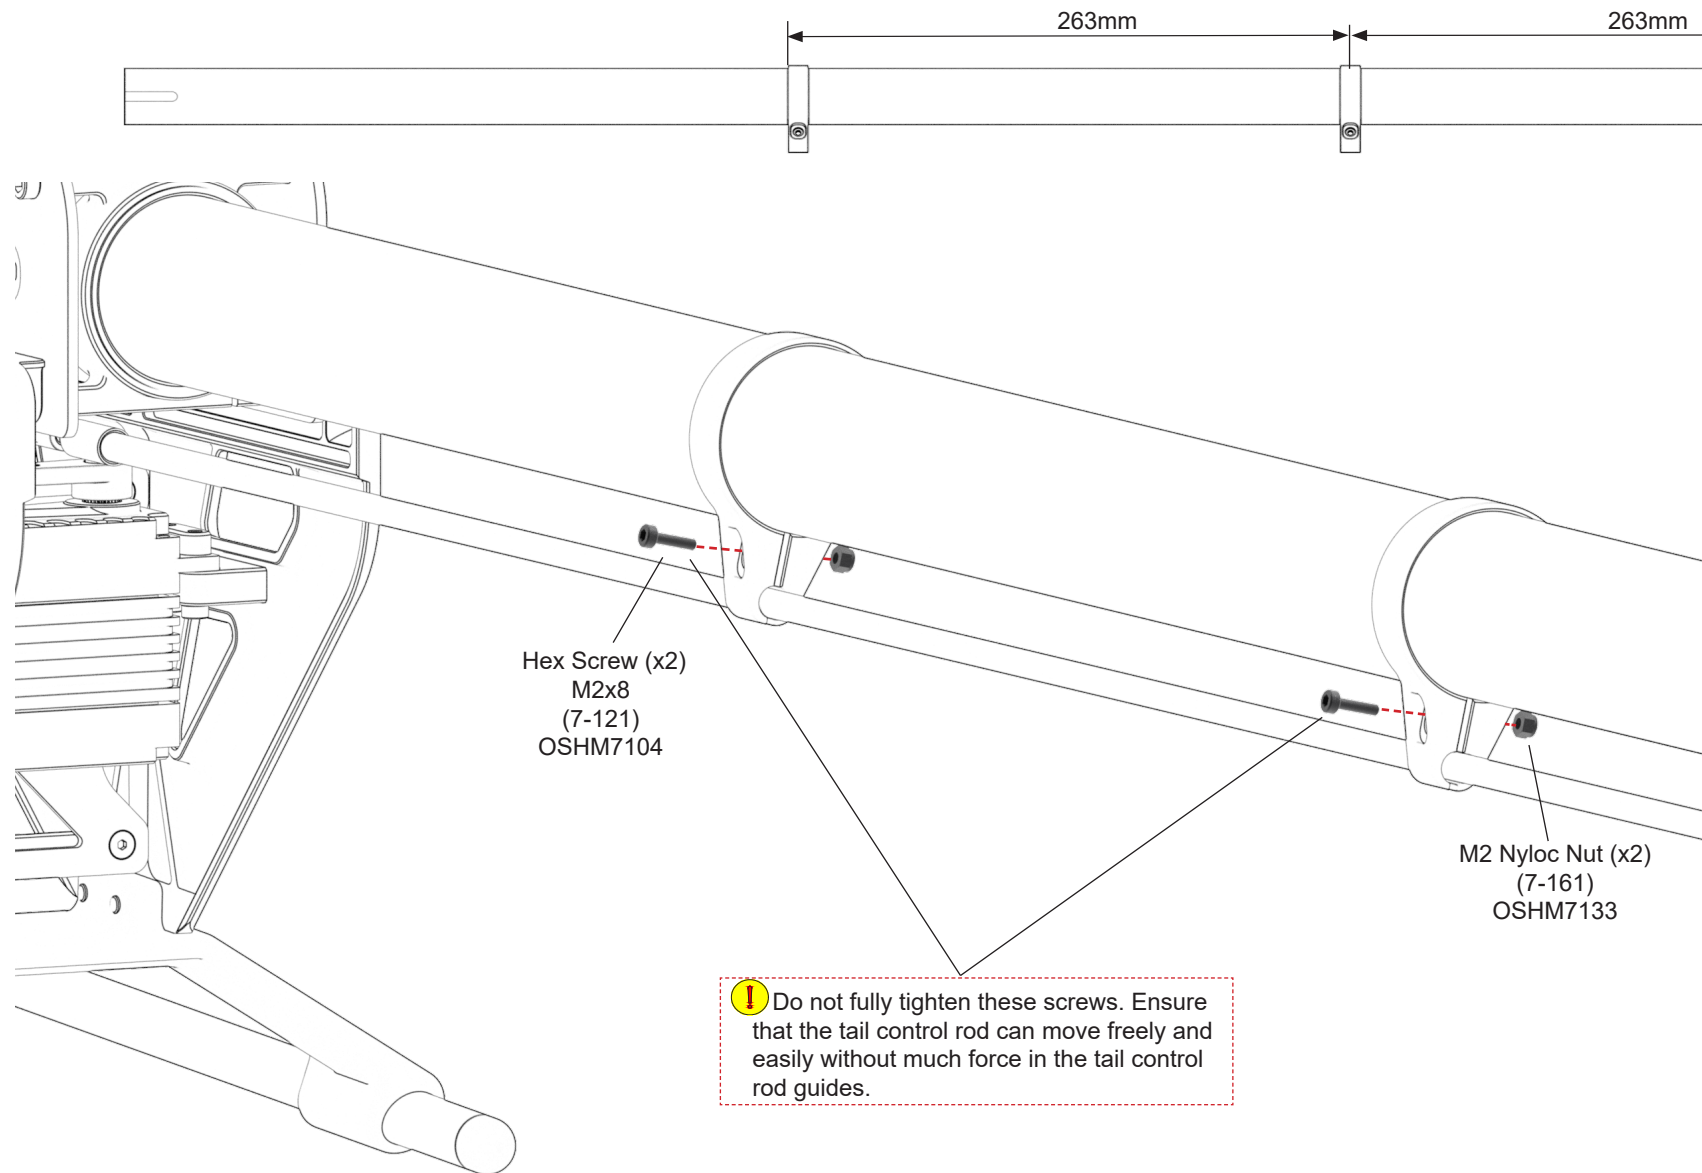 263mm
263mm
Hex Screw (x2)
M2x8
(7-121)
OSHM7104
M2 Nyloc Nut (x2)
(7-161)
OSHM7133
! Do not fully tighten these screws. Ensure
that the tail control rod can move freely and
easily without much force in the tail control
rod guides.